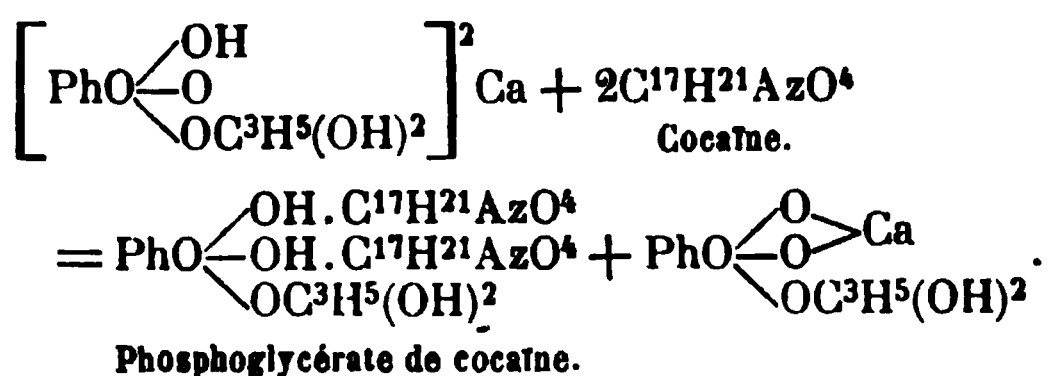 OH
PhO—O
OC³H⁵(OH)²
[ ]² Ca + 2C¹⁷H²¹AzO⁴
Cocaïne.
OH.C¹⁷H²¹AzO⁴ O
= PhO—OH.C¹⁷H²¹AzO⁴ + PhO—O Ca .
OC³H⁵(OH)² OC³H⁵(OH)²
Phosphoglycérate de cocaïne.